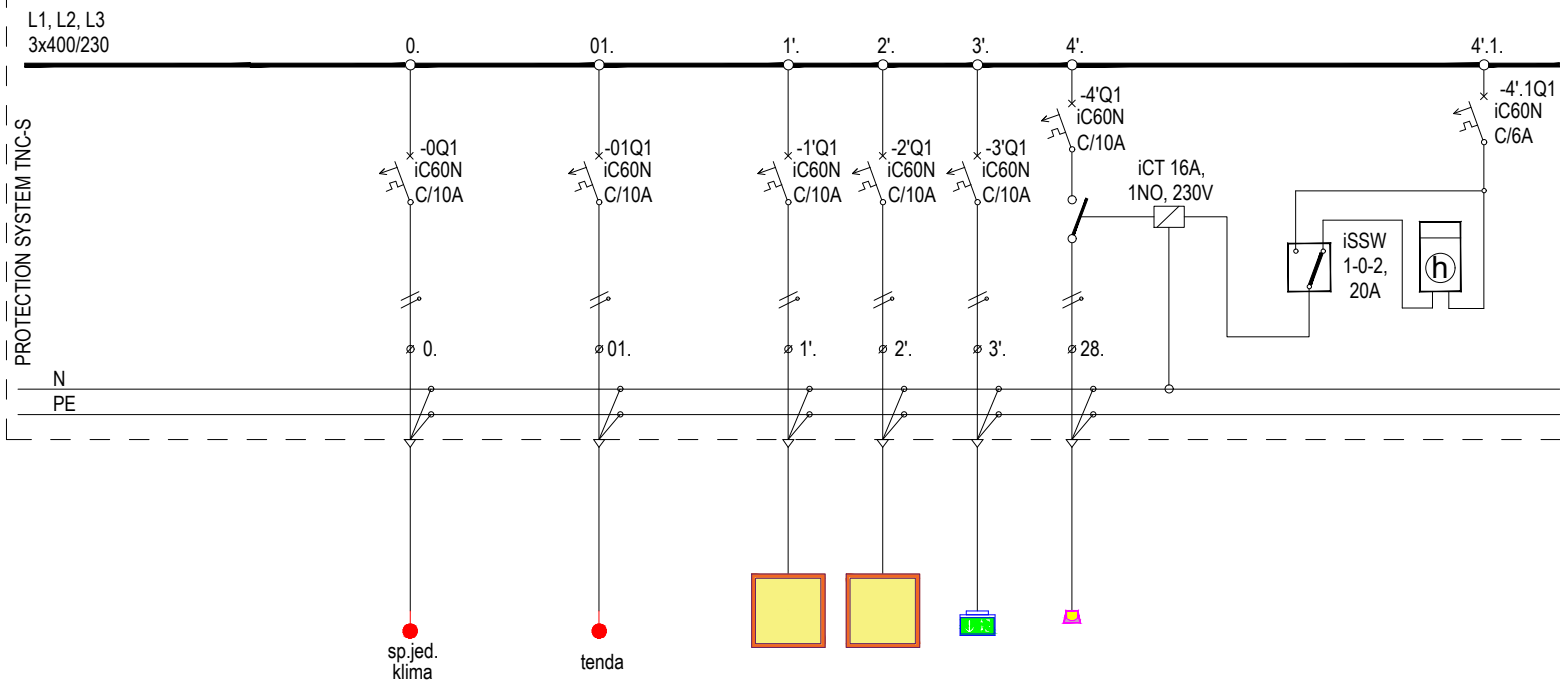 L1, L2, L3
3x400/230
0.
01.
1'.
2'.
3'.
4'.
4'.1.
PROTECTION SYSTEM TNC-S
-0Q1
iC60N
C/10A
-01Q1
iC60N
C/10A
-1'Q1
iC60N
C/10A
-2'Q1
iC60N
C/10A
-3'Q1
iC60N
C/10A
-4'Q1
iC60N
C/10A
-4'.1Q1
iC60N
C/6A
iCT 16A,
1NO, 230V
iSSW
1-0-2,
20A
h
0.
01.
1'.
2'.
3'.
28.
N
PE
sp.jed.
klima
tenda